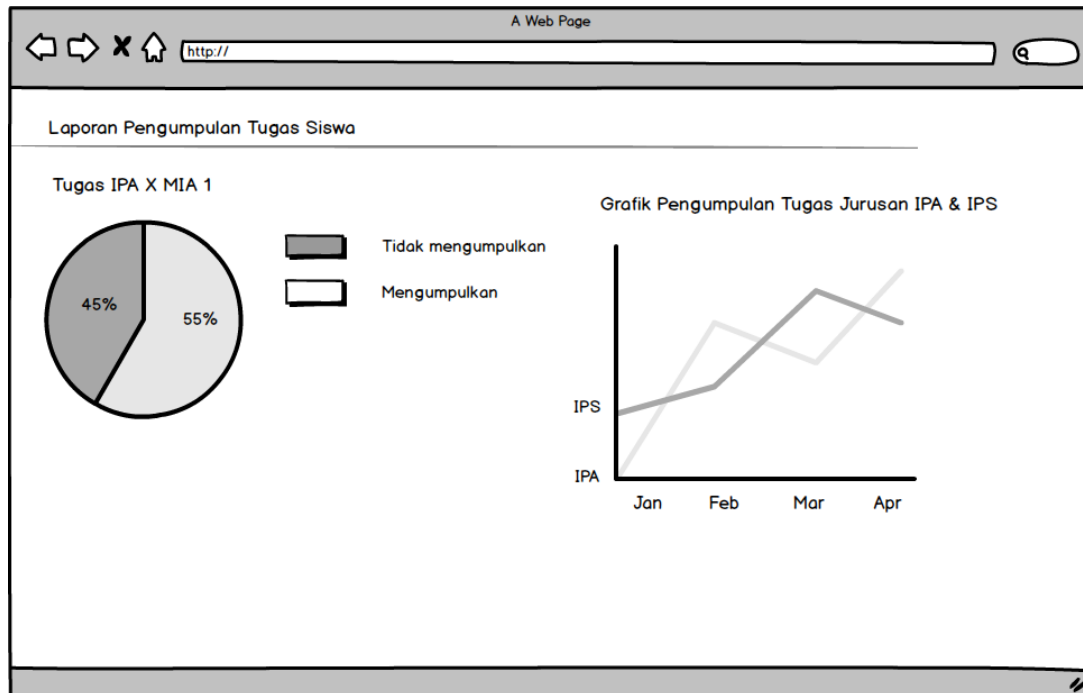 A Web Page
http://
Laporan Pengumpulan Tugas Siswa
Tugas IPA X MIA 1
45%
55%
Tidak mengumpulkan
Mengumpulkan
Grafik Pengumpulan Tugas Jurusan IPA & IPS
IPS
IPA
Jan Feb Mar Apr